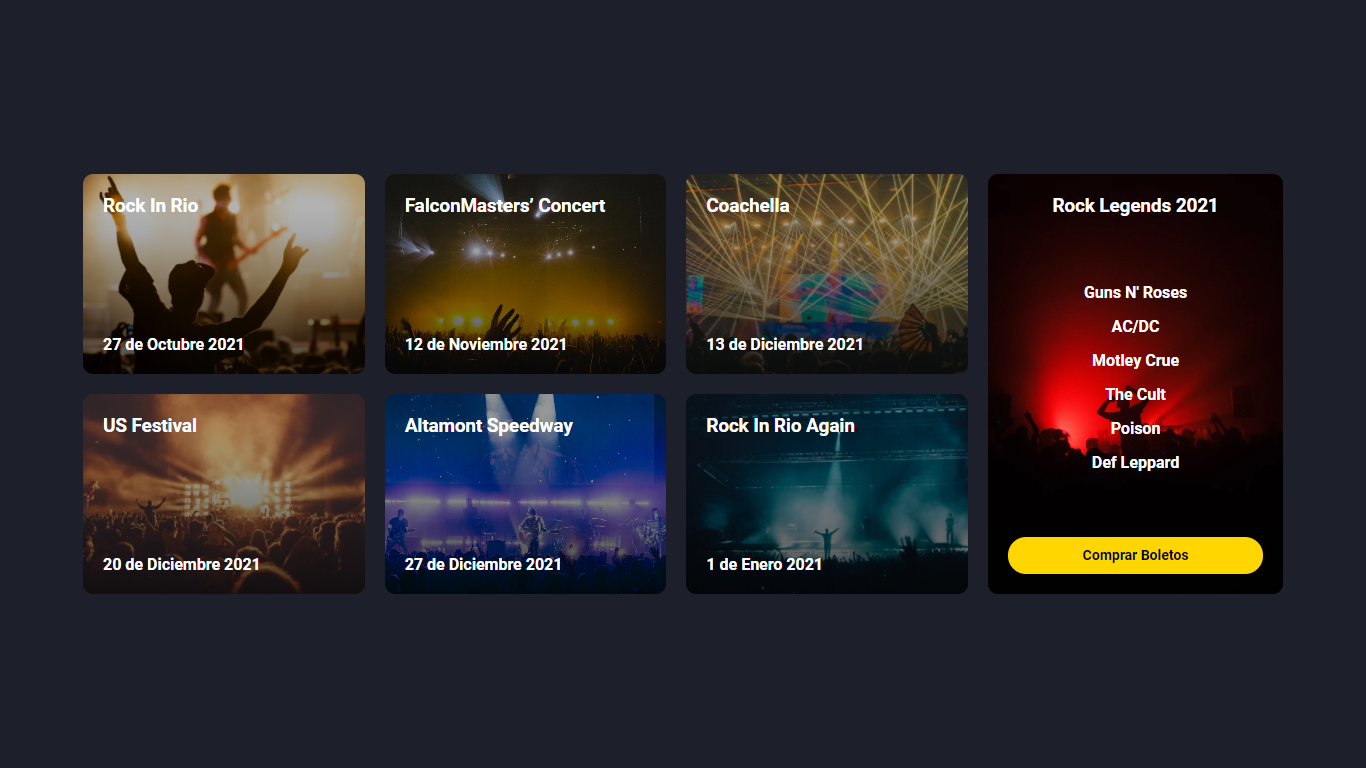 Rock In Rio
27 de Octubre 2021
FalconMasters’ Concert
12 de Noviembre 2021
Coachella
13 de Diciembre 2021
US Festival
20 de Diciembre 2021
Altamont Speedway
27 de Diciembre 2021
Rock In Rio Again
1 de Enero 2021
Rock Legends 2021
Guns N' Roses
AC/DC
Motley Crue
The Cult
Poison
Def Leppard
Comprar Boletos